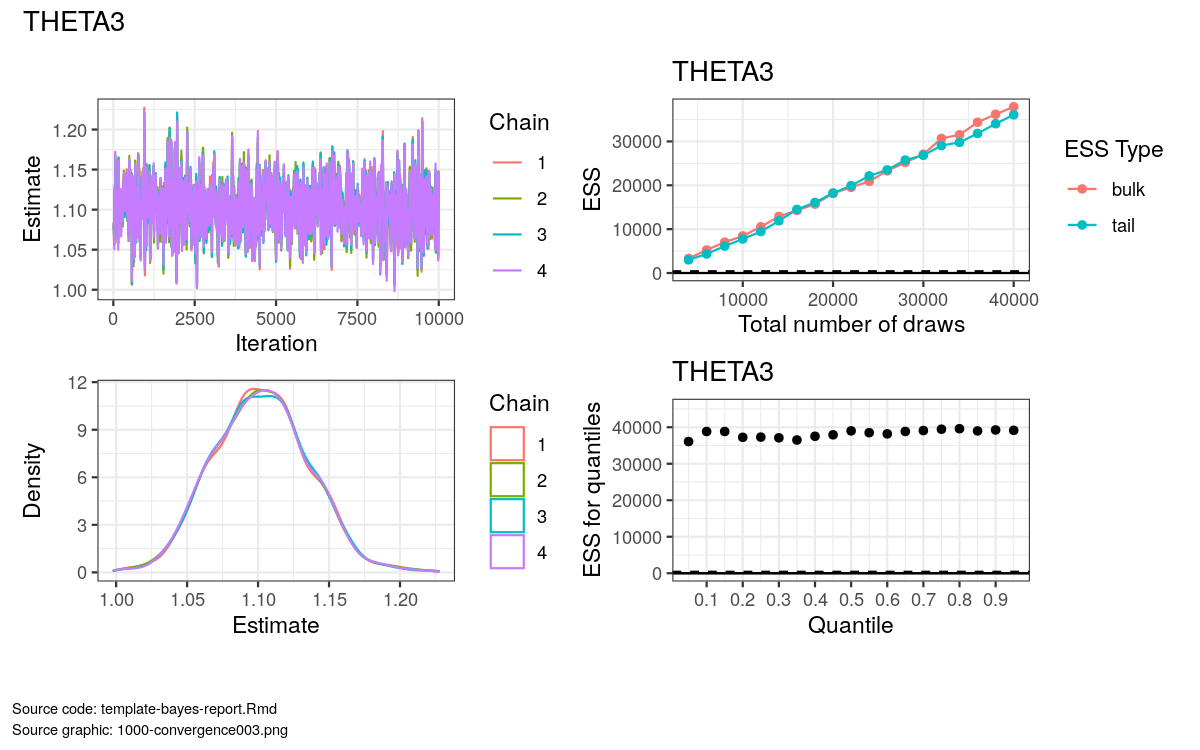 THETA3
Estimate
1.20
1.15
1.10
1.05
1.00
0 2500 5000 7500 10000
Iteration
Chain
1
2
3
4
THETA3
ESS
30000
20000
10000
0
10000 20000 30000 40000
Total number of draws
ESS Type
bulk
tail
Density
12
9
6
3
0
1.00 1.05 1.10 1.15 1.20
Estimate
Chain
1
2
3
4
THETA3
ESS for quantiles
40000
30000
20000
10000
0
0.1 0.2 0.3 0.4 0.5 0.6 0.7 0.8 0.9
Quantile
Source code: template-bayes-report.Rmd
Source graphic: 1000-convergence003.png